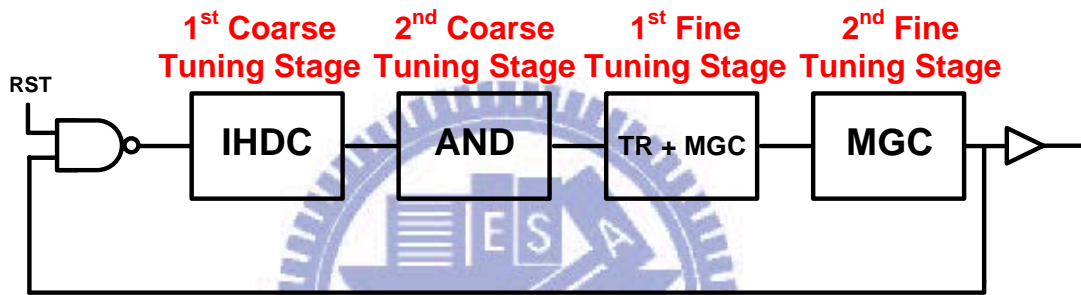 1st Coarse Tuning Stage
2nd Coarse Tuning Stage
1st Fine Tuning Stage
2nd Fine Tuning Stage
RST
IHDC
AND
TR + MGC
MGC
E S A